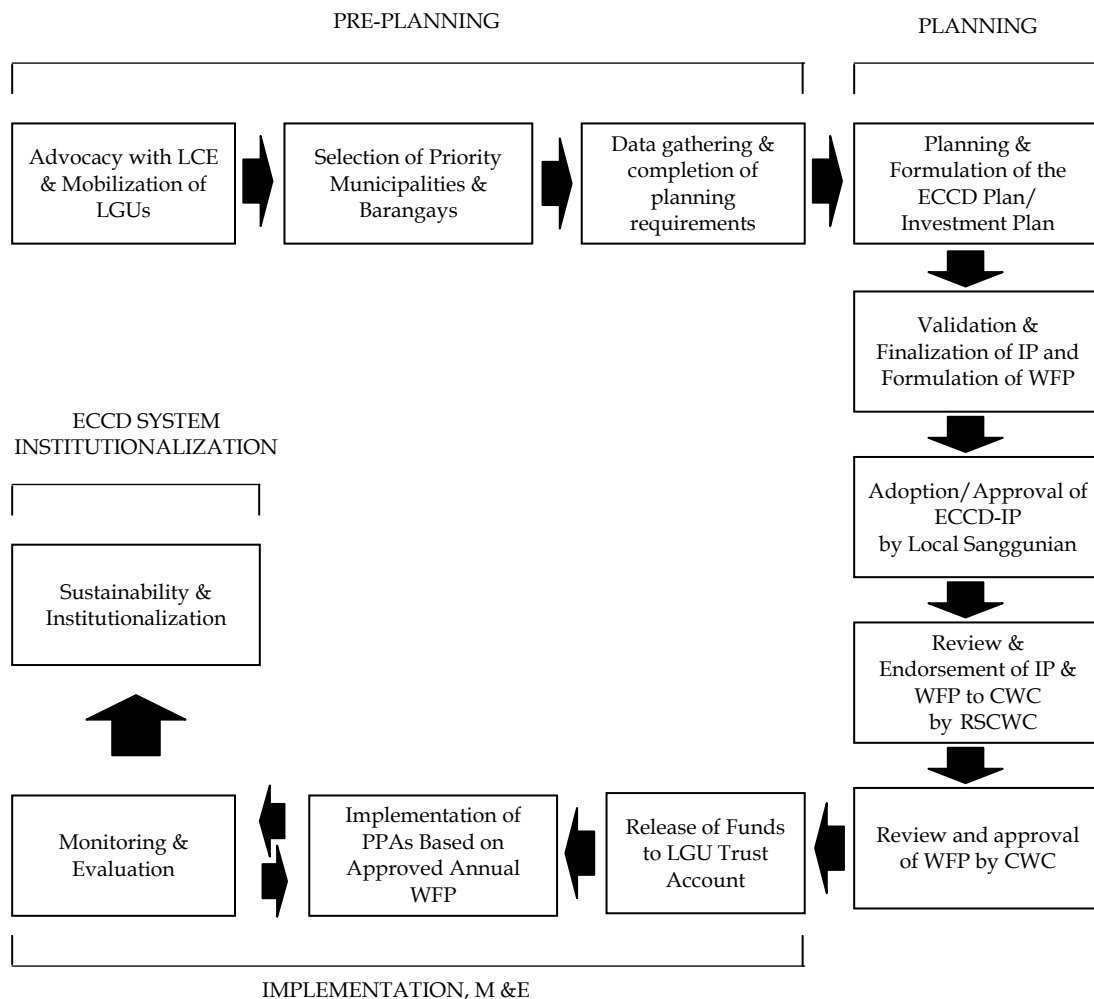 PRE-PLANNING
PLANNING
Advocacy with LCE
& Mobilization of
LGUs
Selection of Priority
Municipalities &
Barangays
Data gathering &
completion of
planning
requirements
Planning &
Formulation of the
ECCD Plan/
Investment Plan
Validation &
Finalization of IP and
Formulation of WFP
Adoption/Approval of
ECCD-IP
by Local Sanggunian
Review &
Endorsement of IP &
WFP to CWC
by RSCWC
Review and approval
of WFP by CWC
Release of Funds
to LGU Trust
Account
Implementation of
PPAs Based on
Approved Annual
WFP
Monitoring &
Evaluation
IMPLEMENTATION, M &E
ECCD SYSTEM
INSTITUTIONALIZATION
Sustainability &
Institutionalization